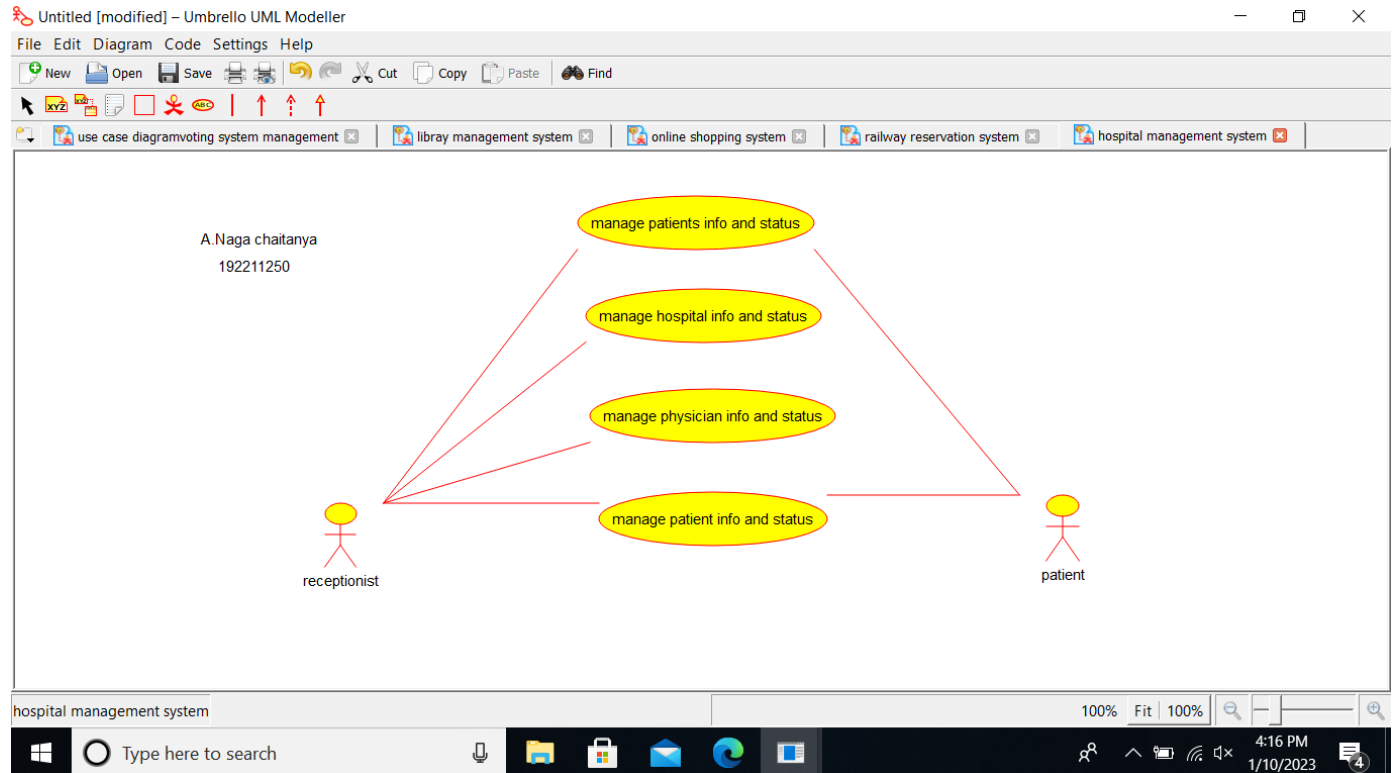 Untitled [modified] – Umbrello UML Modeller
File Edit Diagram Code Settings Help
New Open Save Cut Copy Paste Find
XYZ ABC
use case diagramvoting system management libray management system online shopping system railway reservation system hospital management system
manage patients info and status
A.Naga chaitanya
192211250
manage hospital info and status
manage physician info and status
manage patient info and status
receptionist
patient
hospital management system 100% Fit 100%
Type here to search 4:16 PM
1/10/2023 4